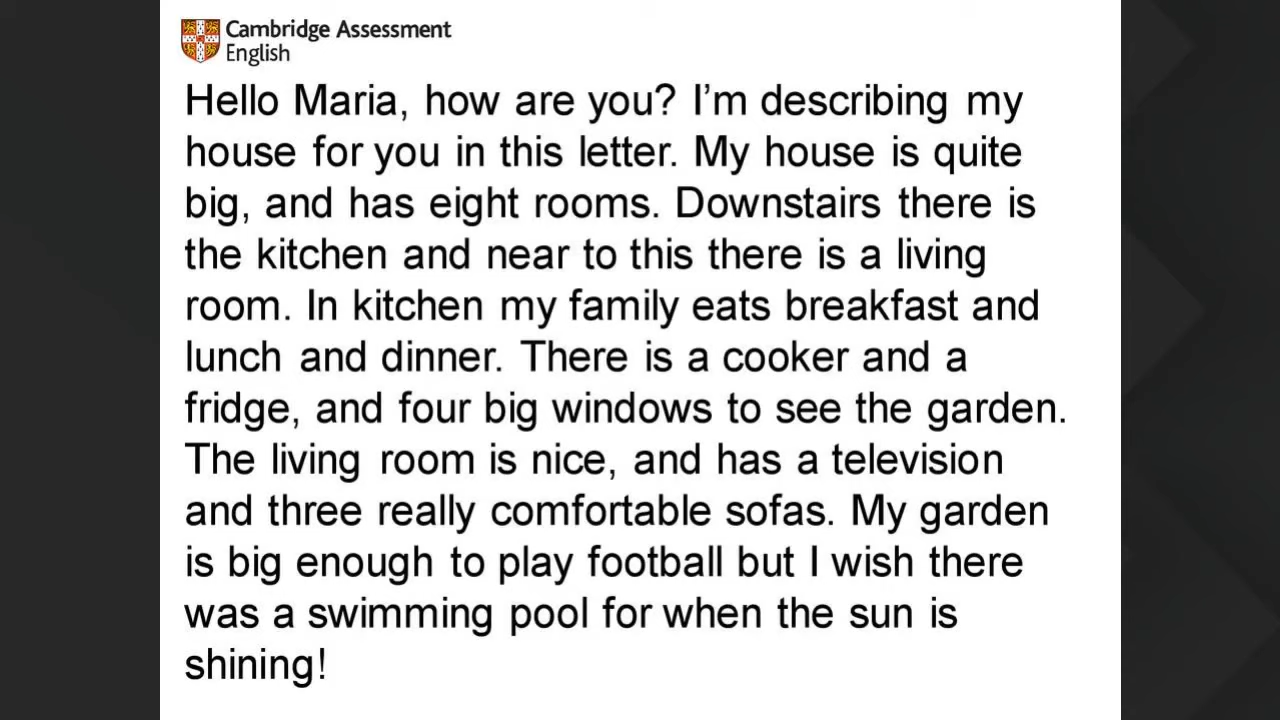 Cambridge Assessment
English
Hello Maria, how are you? I’m describing my
house for you in this letter. My house is quite
big, and has eight rooms. Downstairs there is
the kitchen and near to this there is a living
room. In kitchen my family eats breakfast and
lunch and dinner. There is a cooker and a
fridge, and four big windows to see the garden.
The living room is nice, and has a television
and three really comfortable sofas. My garden
is big enough to play football but I wish there
was a swimming pool for when the sun is
shining!